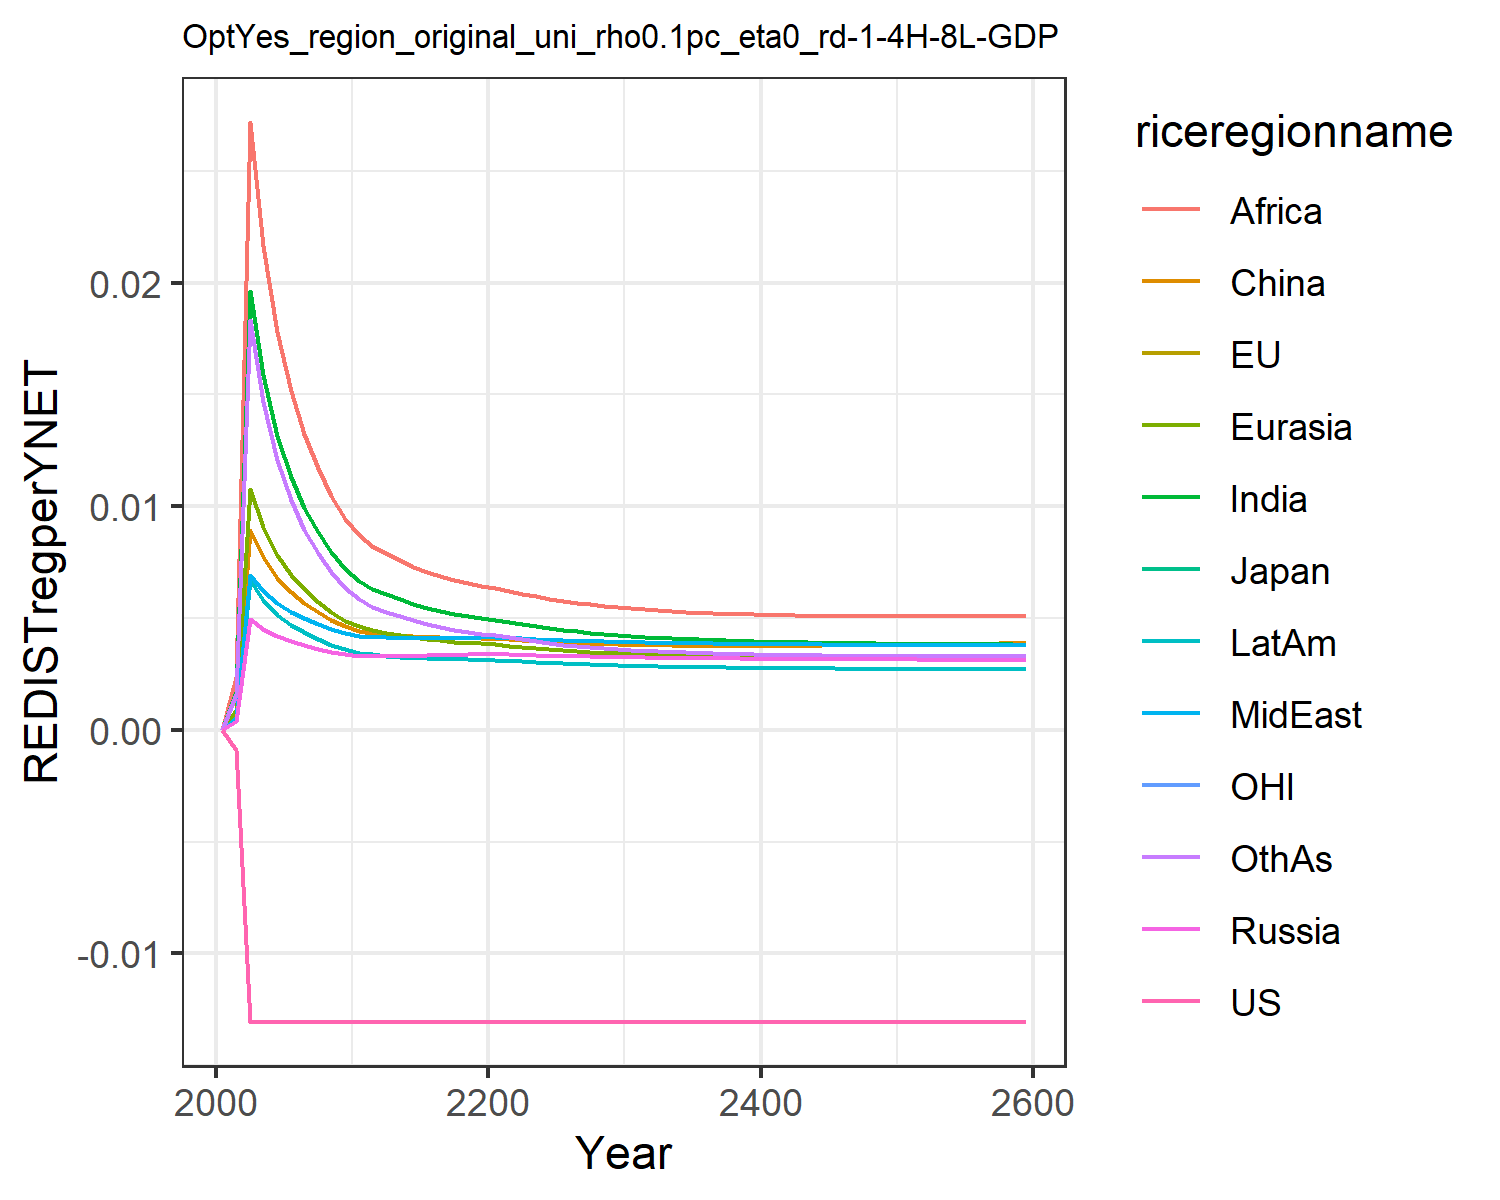 OptYes_region_original_uni_rho0.1pc_eta0_rd-1-4H-8L-GDP
REDISTregperYNET
0.02
0.01
0.00
-0.01
2000
2200
2400
2600
Year
riceregionname
Africa
China
EU
Eurasia
India
Japan
LatAm
MidEast
OHI
OthAs
Russia
US